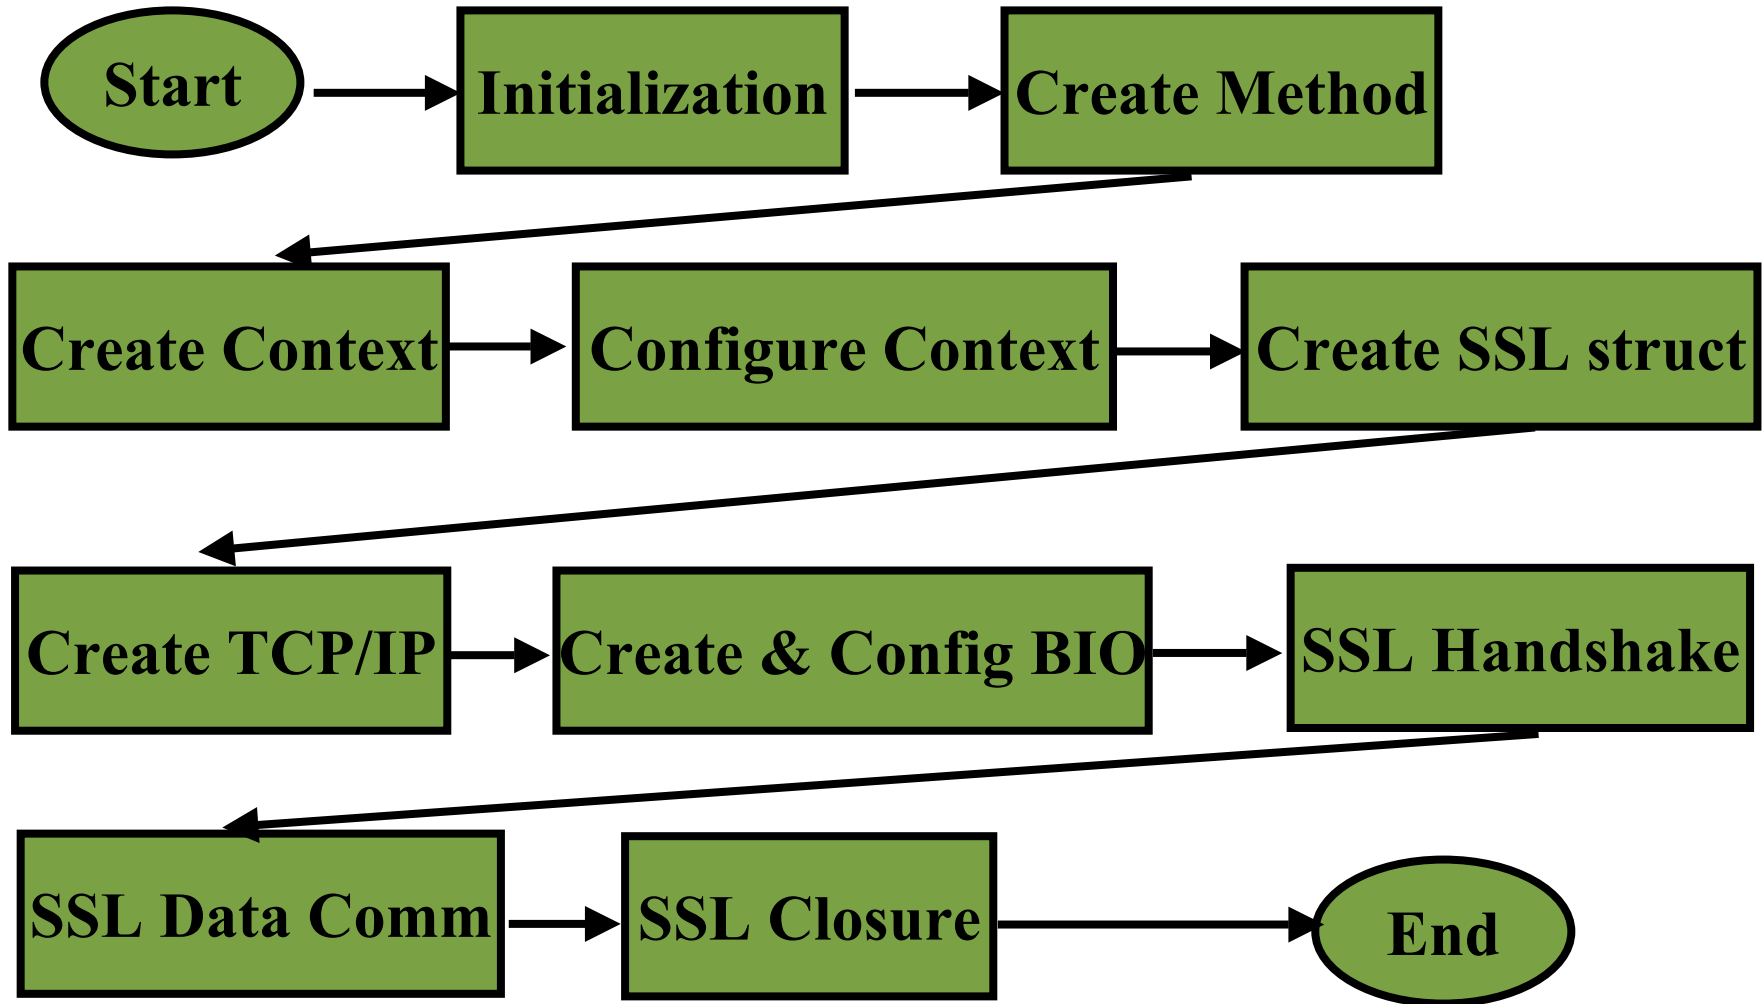 Start
Initialization
Create Method
Create Context
Configure Context
Create SSL struct
Create TCP/IP
Create & Config BIO
SSL Handshake
SSL Data Comm
SSL Closure
End